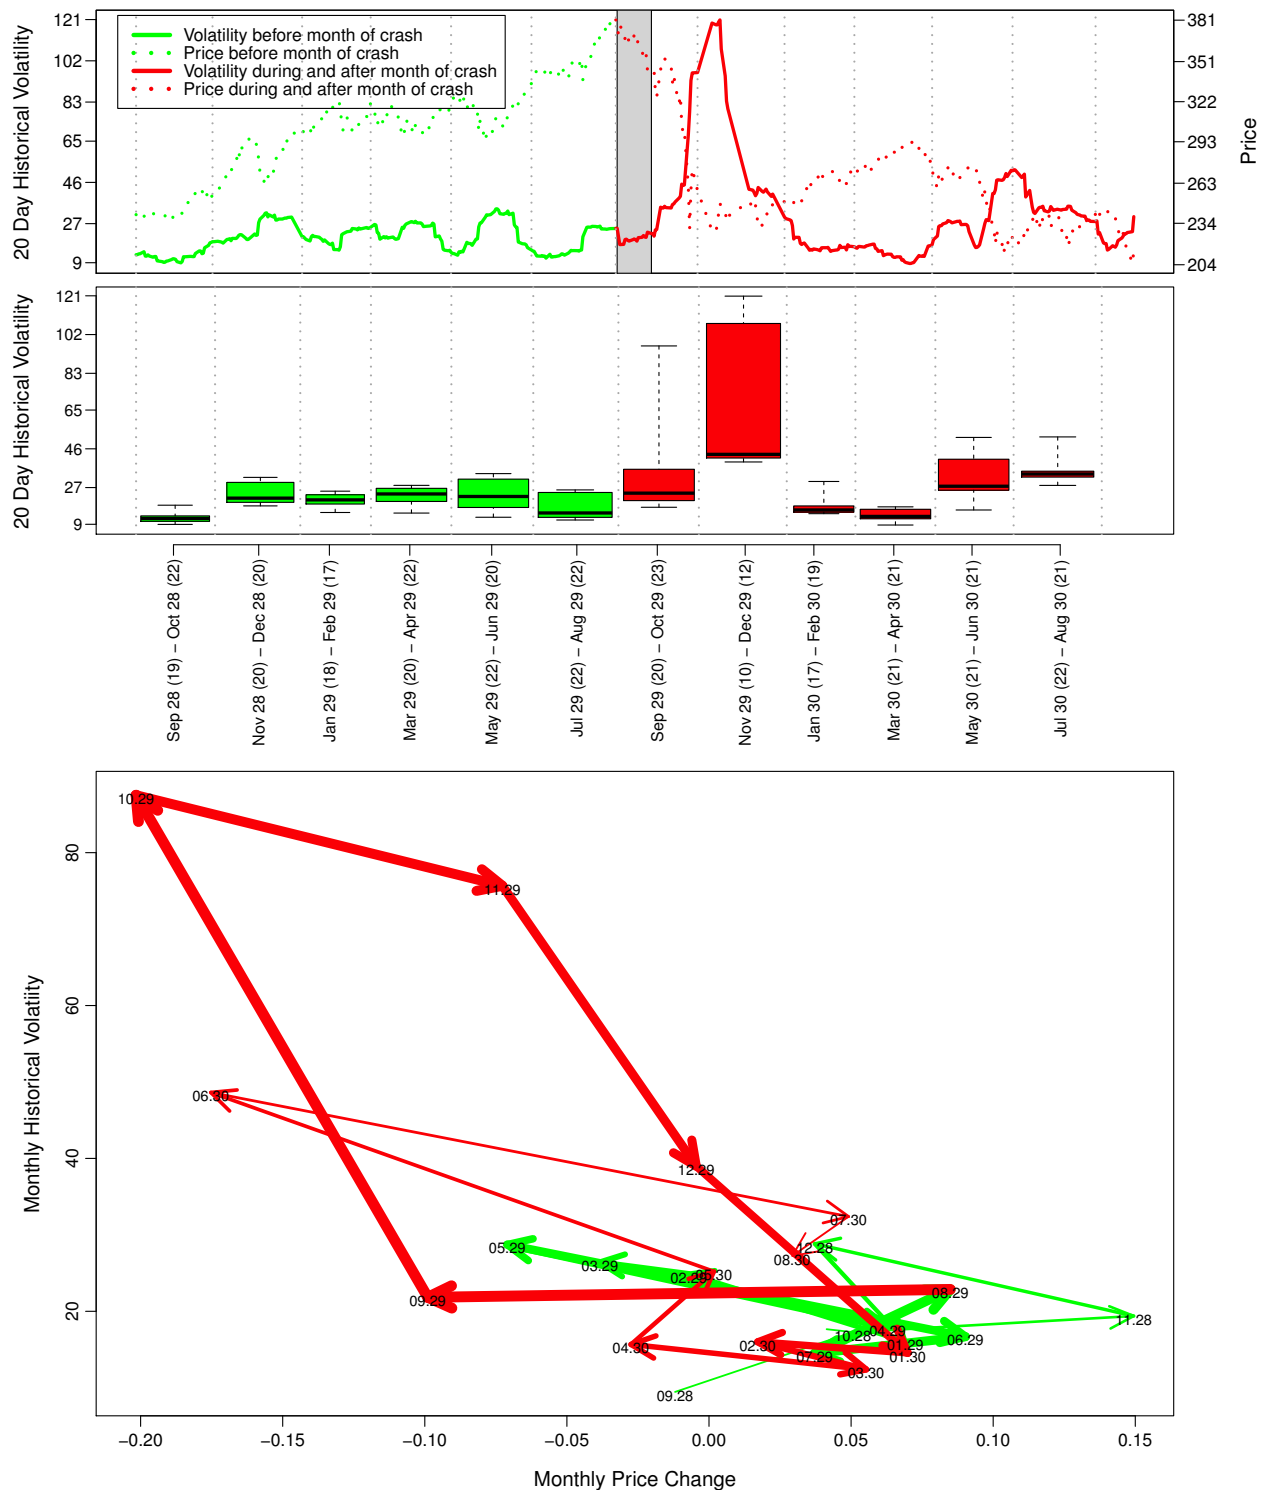 20 Day Historical Volatility
121
102
83
65
46
27
9
Volatility before month of crash
Price before month of crash
Volatility during and after month of crash
Price during and after month of crash
381
351
322
293
263
234
204
Price
20 Day Historical Volatility
121
102
83
65
46
27
9
Sep 28 (19) − Oct 28 (22)
Nov 28 (20) − Dec 28 (20)
Jan 29 (18) − Feb 29 (17)
Mar 29 (20) − Apr 29 (22)
May 29 (22) − Jun 29 (20)
Jul 29 (22) − Aug 29 (22)
Sep 29 (20) − Oct 29 (23)
Nov 29 (10) − Dec 29 (12)
Jan 30 (17) − Feb 30 (19)
Mar 30 (21) − Apr 30 (21)
May 30 (21) − Jun 30 (21)
Jul 30 (22) − Aug 30 (21)
Monthly Historical Volatiity
80
60
40
20
10.29
11.29
06.30
12.29
07.30
05.29
12.28
08.30
03.29
02.29
05.30
09.29
08.29
11.28
04.29
10.28
06.29
04.30
02.30
01.29
07.29
01.30
03.30
09.28
−0.20
−0.15
−0.10
−0.05
0.00
0.05
0.10
0.15
Monthly Price Change